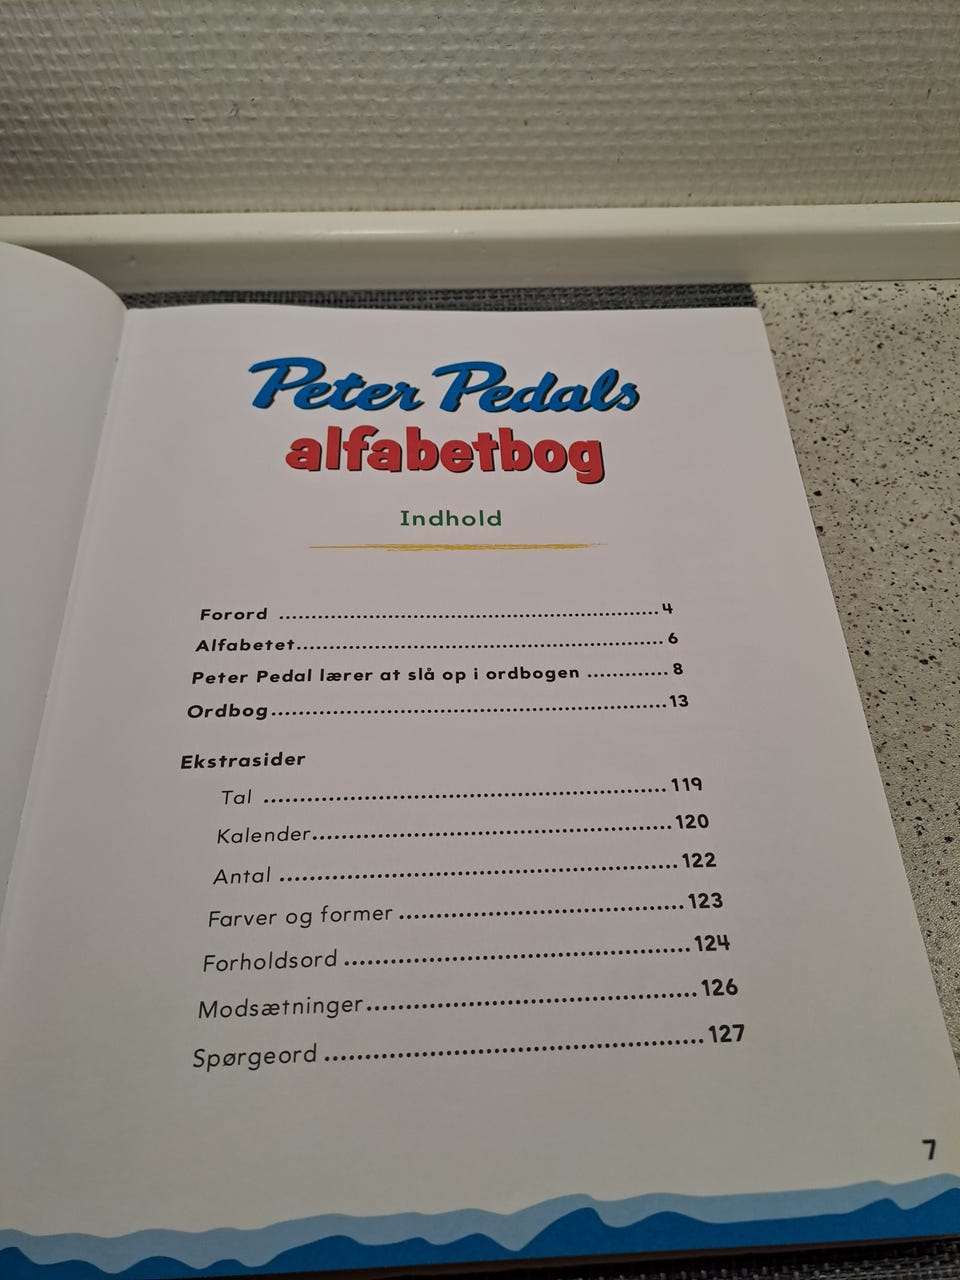 Peter Pedals
alfabetbog
Indhold
Forord ........................................................ 4
Alfabetet...................................................... 6
Peter Pedal lærer at slå op i ordbogen ............. 8
Ordbog........................................................ 13
Ekstrasider
Tal ........................................................ 119
Kalender................................................. 120
Antal ..................................................... 122
Farver og former ...................................... 123
Forholdsord ............................................ 124
Modsætninger......................................... 126
Spørgeord .............................................. 127
7